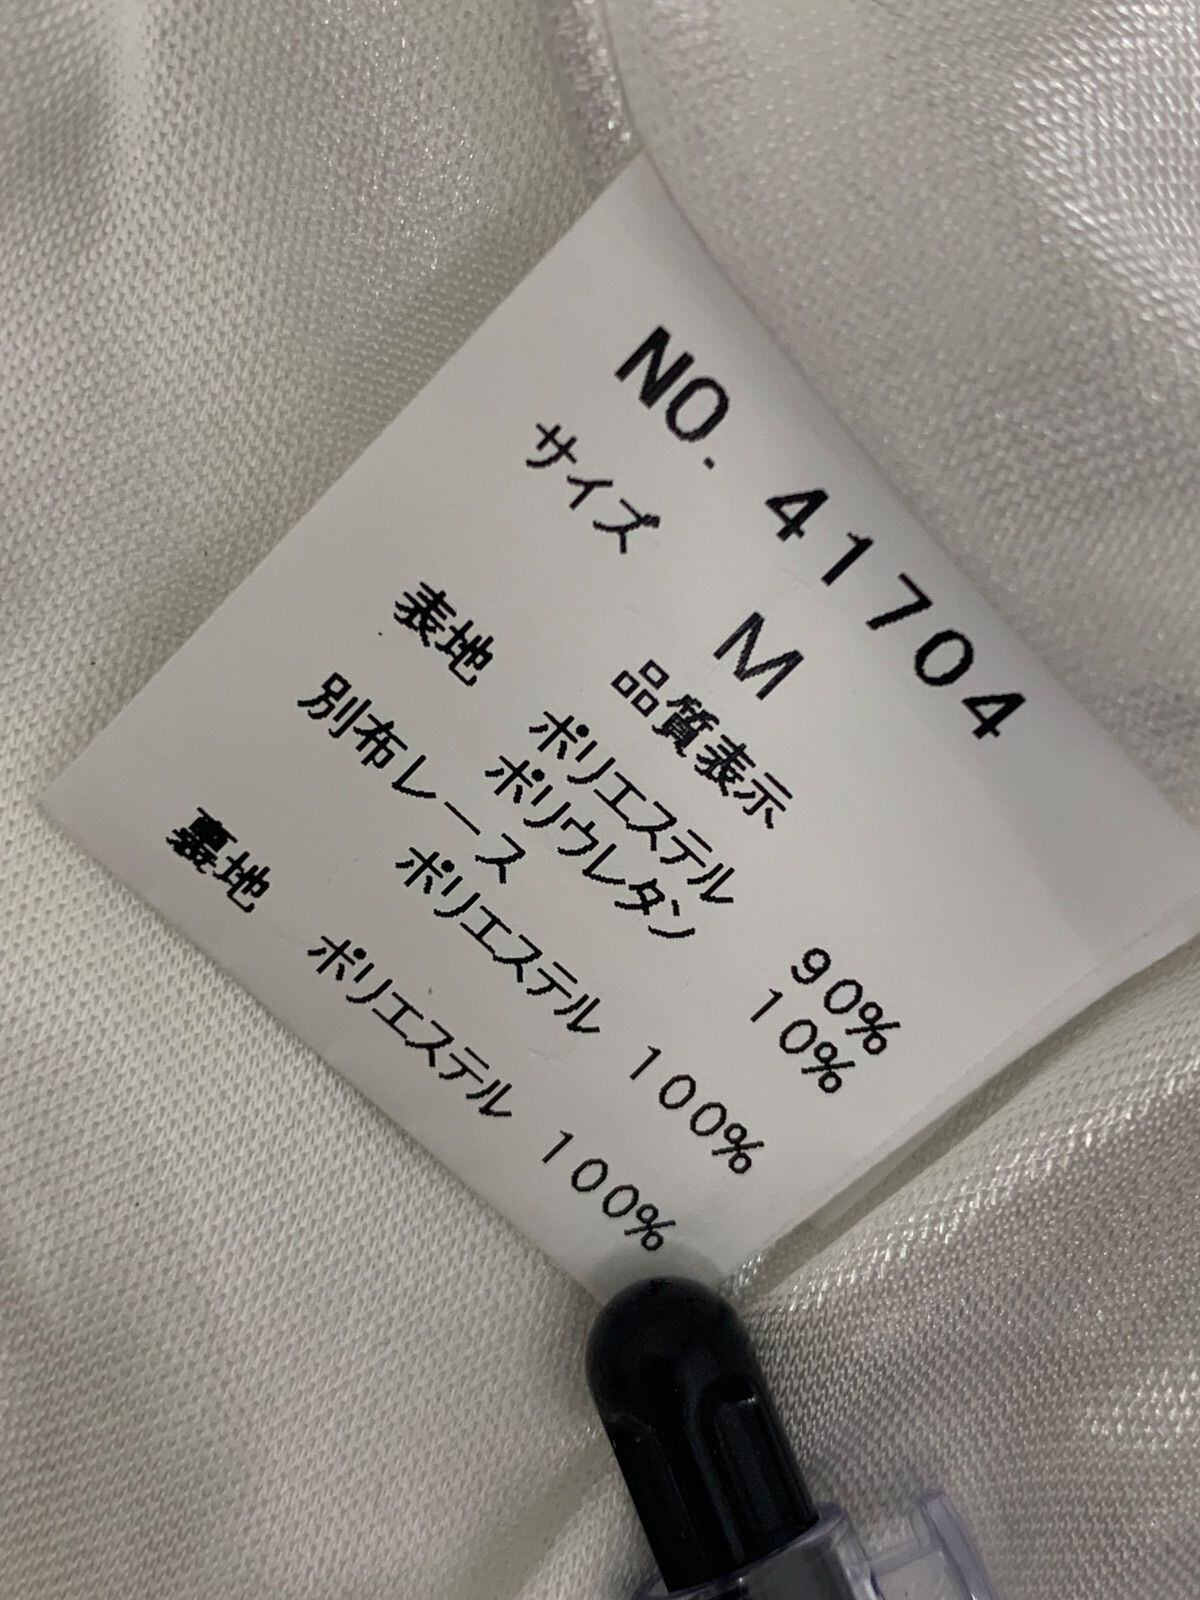 NO. 41704
サイズ M
品質表示
表地 ポリエステル 90%
ポリウレタン 10%
別布レース
ポリエステル 100%
裏地
ポリエステル 100%